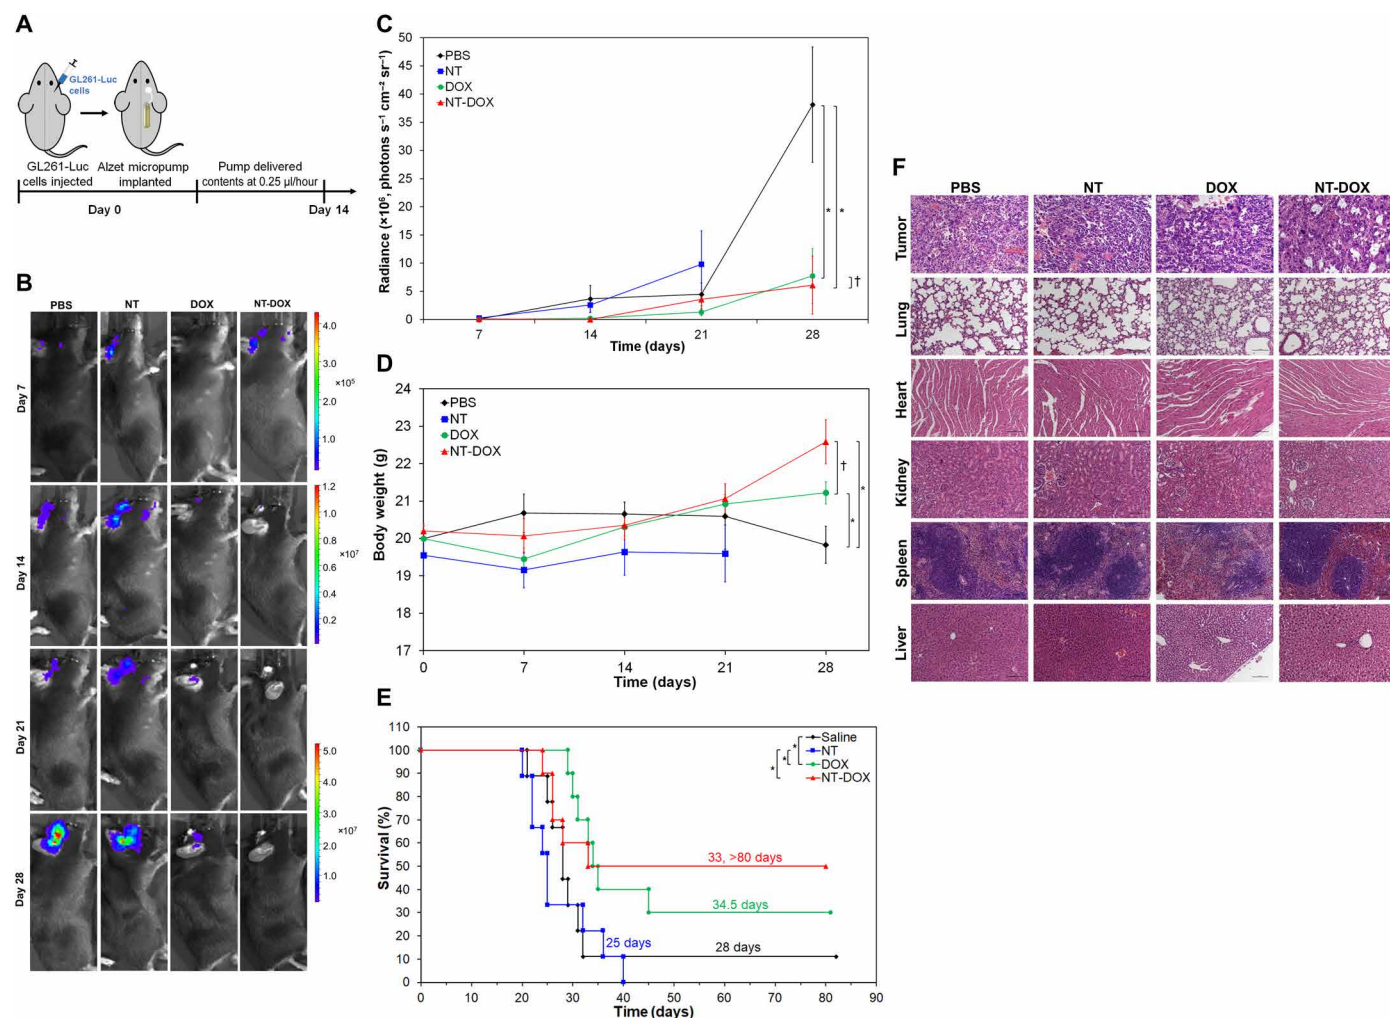 A
GL261-Luc
cells
GL261-Luc
cells injected
Alzet micropump
implanted
Pump delivered
contents at 0.25 µl/hour
Day 0
Day 14
B
PBS
NT
DOX
NT-DOX
Day 7
Day 14
Day 21
Day 28
4.0
3.0
×10⁵
2.0
1.0
1.2
1.0
0.8
×10⁷
0.6
0.4
0.2
5.0
4.0
3.0
×10⁷
2.0
1.0
C
Radiance (×10⁶, photons s⁻¹ cm⁻² sr⁻¹)
50
45
40
35
30
25
20
15
10
5
0
PBS
NT
DOX
NT-DOX
*
*
†
7
14
21
28
Time (days)
D
Body weight (g)
24
23
22
21
20
19
18
17
PBS
NT
DOX
NT-DOX
†
*
*
0
7
14
21
28
Time (days)
E
Survival (%)
110
100
90
80
70
60
50
40
30
20
10
0
Saline
NT
DOX
NT-DOX
*
*
*
33, >80 days
34.5 days
25 days
28 days
0
10
20
30
40
50
60
70
80
90
Time (days)
F
PBS
NT
DOX
NT-DOX
Tumor
Lung
Heart
Kidney
Spleen
Liver